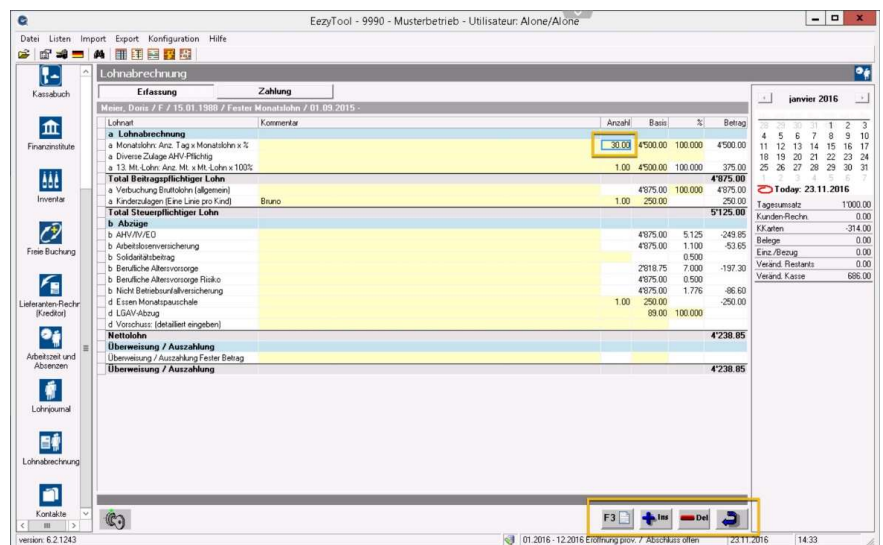 EezyTool - 9990 - Musterbetrieb - Utilisateur: Alone/Alone
Datei Listen Import Export Konfiguration Hilfe
Kassabuch
Finanzinstitute
Inventar
Freie Buchung
Lieferanten-Rechr
(Kreditor)
Arbeitszeit und
Absenzen
Lohnjournal
Lohnabrechnung
Kontakte
Lohnabrechnung
Erfassung Zahlung
Meier, Doris / F / 15.01.1988 / Fester Monatslohn / 01.09.2015 -
Lohnart Kommentar Anzahl Basis % Betrag
a Lohnabrechnung
a Monatslohn: Anz. Tag x Monatslohn x % 30.00 4'500.00 100.000 4'500.00
a Diverse Zulage AHV-Pflichtig
a 13. Mt.-Lohn: Anz. Mt. x Mt.-Lohn x 100% 1.00 4'500.00 100.000 375.00
Total Beitragspflichtiger Lohn 4'875.00
a Verbuchung Bruttolohn (allgemein) 4'875.00 100.000 4'875.00
a Kinderzulagen (Eine Linie pro Kind) Bruno 1.00 250.00 250.00
Total Steuerpflichtiger Lohn 5'125.00
b Abzüge
b AHV/IV/EO 4'875.00 5.125 -249.85
b Arbeitslosenversicherung 4'875.00 1.100 -53.65
b Solidaritätsbeitrag 0.500
b Berufliche Altersvorsorge 2'818.75 7.000 -197.30
b Berufliche Altersvorsorge Risiko 4'875.00 0.500
b Nicht Betriebsunfallversicherung 4'875.00 1.776 -86.60
d Essen Monatspauschale 1.00 250.00 -250.00
d LGAV-Abzug 89.00 100.000
d Vorschuss: (detailliert eingeben)
Nettolohn 4'238.85
Überweisung / Auszahlung
Überweisung / Auszahlung Fester Betrag
Überweisung / Auszahlung 4'238.85
janvier 2016
28 29 30 31 1 2 3
4 5 6 7 8 9 10
11 12 13 14 15 16 17
18 19 20 21 22 23 24
25 26 27 28 29 30 31
1 2 3 4 5 6 7
Today: 23.11.2016
Tagesumsatz 1'000.00
Kunden-Rechn. 0.00
KKarten -314.00
Belege 0.00
Einz./Bezug 0.00
Veränd. Restants 0.00
Veränd. Kasse 686.00
F3 Ins Del
version: 6.2.1243 01.2016 - 12.2016 Eröffnung prov. / Abschluss offen 23.11.2016 14:33